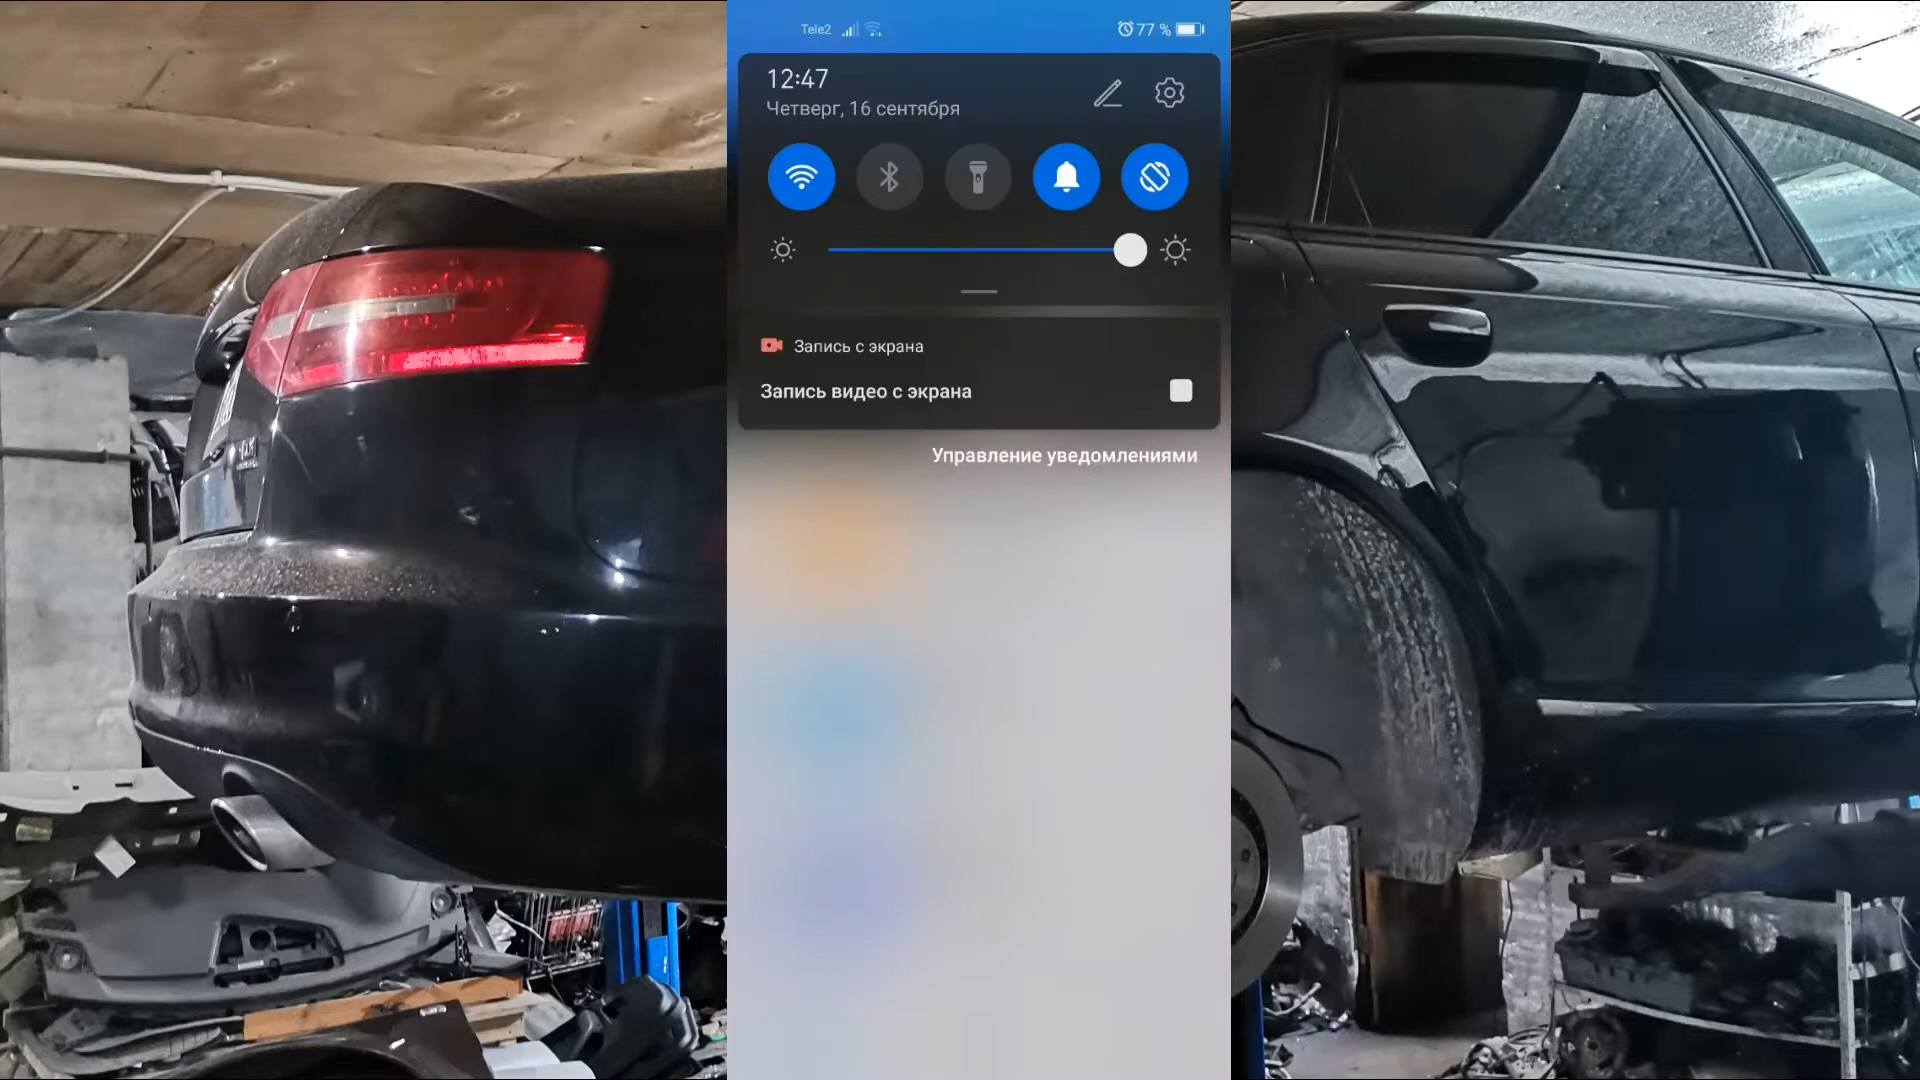 Tele2
77 %
12:47
Четверг, 16 сентября
Запись с экрана
Запись видео с экрана
Управление уведомлениями